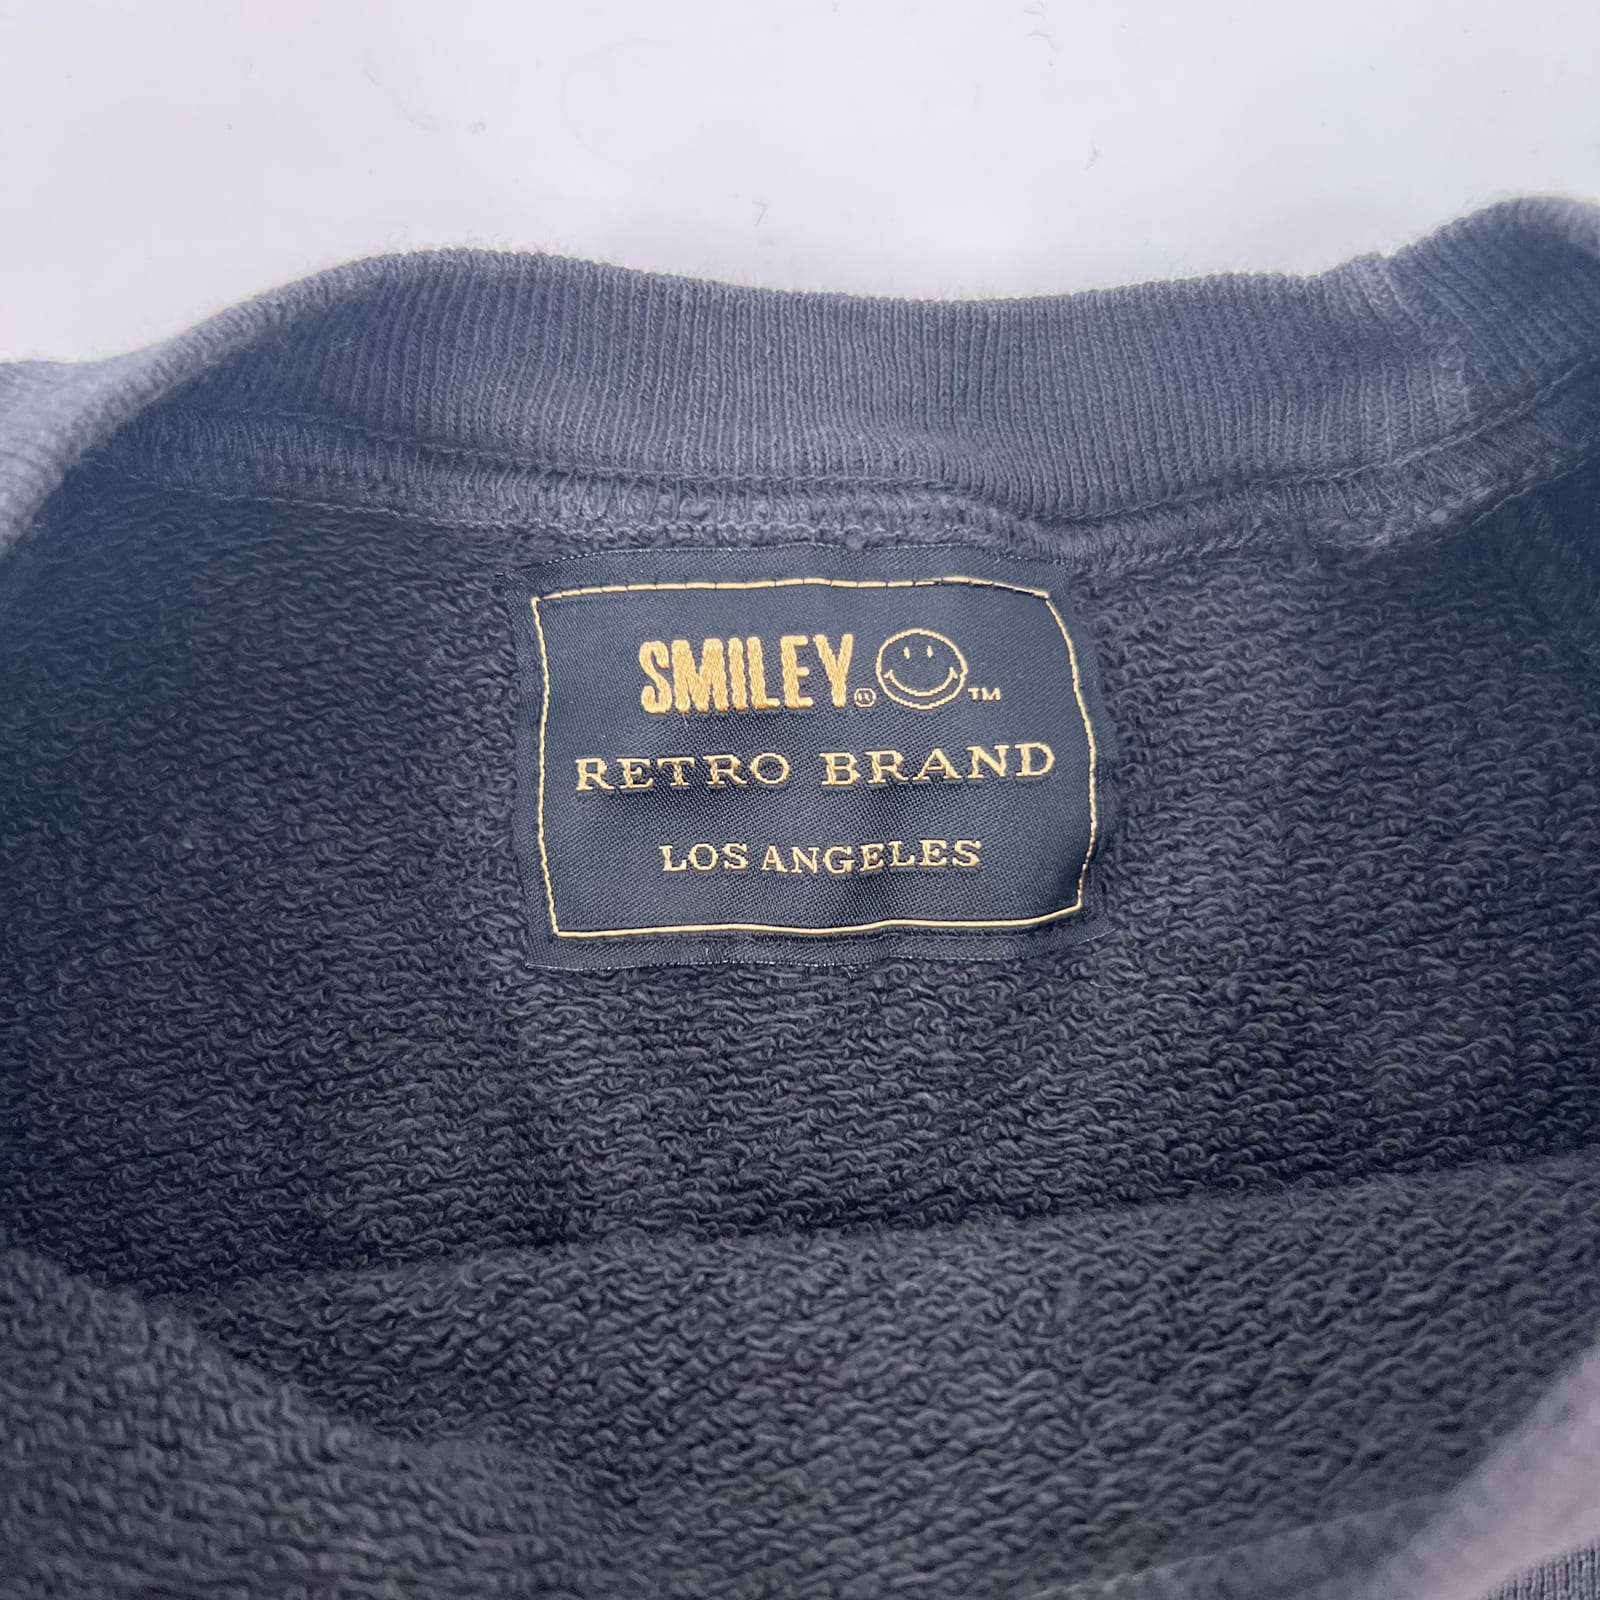 SMILEY® ™
RETRO BRAND
LOS ANGELES